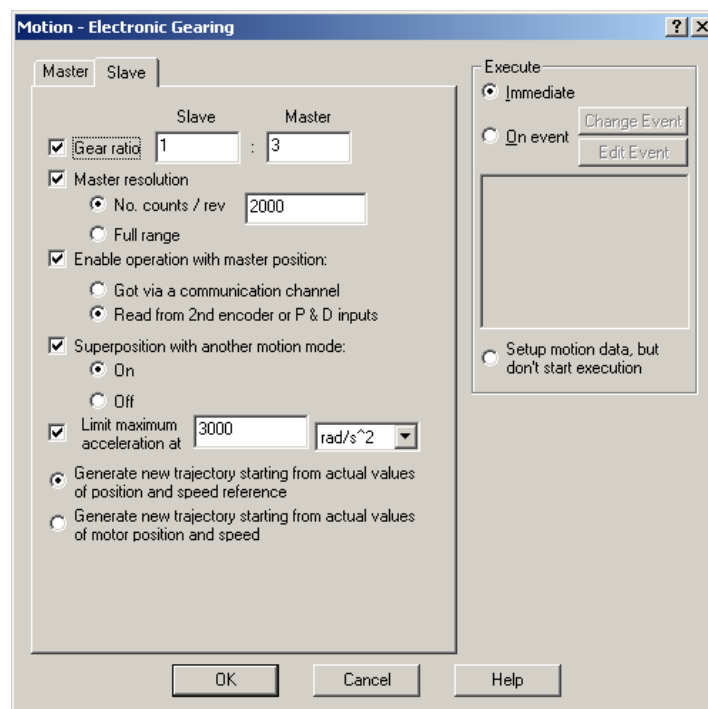 Motion - Electronic Gearing
Master Slave
Slave Master
Gear ratio 1 : 3
Master resolution
No. counts / rev 2000
Full range
Enable operation with master position:
Got via a communication channel
Read from 2nd encoder or P & D inputs
Superposition with another motion mode:
On
Off
Limit maximum
acceleration at 3000 rad/s^2
Generate new trajectory starting from actual values
of position and speed reference
Generate new trajectory starting from actual values
of motor position and speed
Execute
Immediate
On event
Change Event
Edit Event
Setup motion data, but
don't start execution
OK Cancel Help